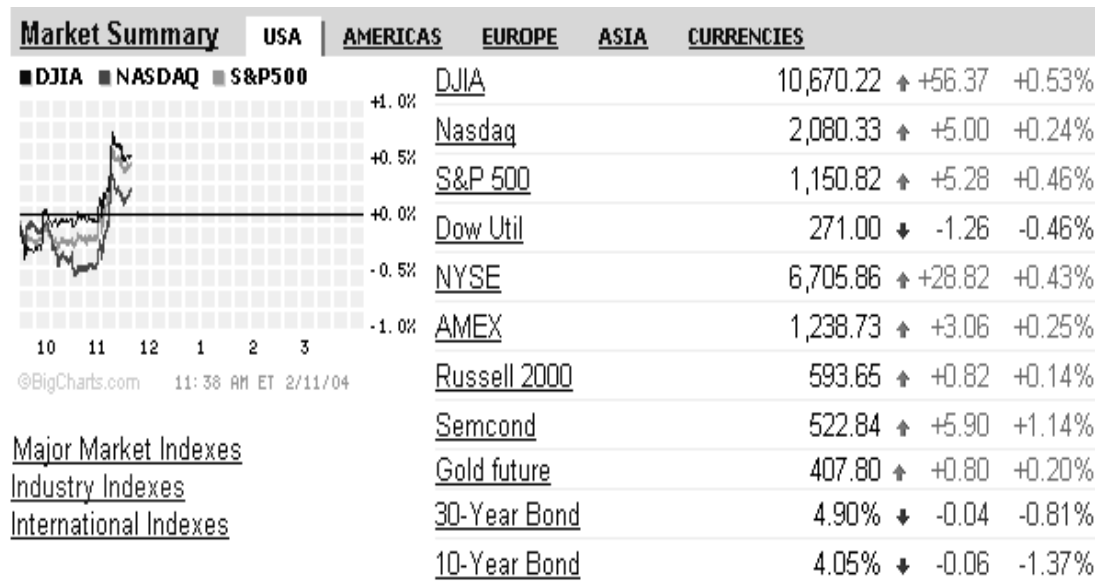 Market Summary USA AMERICAS EUROPE ASIA CURRENCIES
DJIA NASDAQ S&P500
+1.0%
+0.5%
+0.0%
-0.5%
-1.0%
10 11 12 1 2 3
©BigCharts.com 11:38 AM ET 2/11/04
Major Market Indexes
Industry Indexes
International Indexes
DJIA 10,670.22 +56.37 +0.53%
Nasdaq 2,080.33 +5.00 +0.24%
S&P 500 1,150.82 +5.28 +0.46%
Dow Util 271.00 -1.26 -0.46%
NYSE 6,705.86 +28.82 +0.43%
AMEX 1,238.73 +3.06 +0.25%
Russell 2000 593.65 +0.82 +0.14%
Semcond 522.84 +5.90 +1.14%
Gold future 407.80 +0.80 +0.20%
30-Year Bond 4.90% -0.04 -0.81%
10-Year Bond 4.05% -0.06 -1.37%